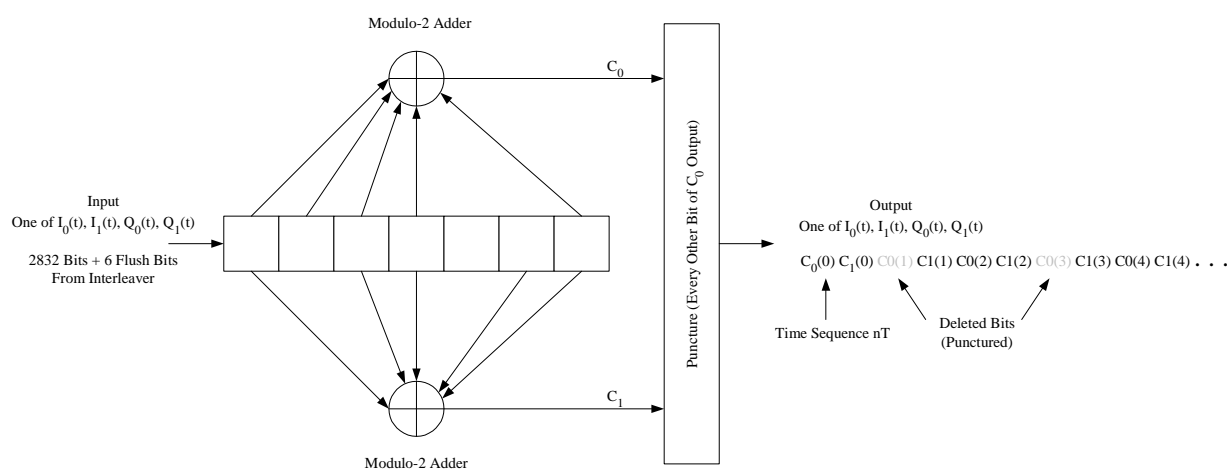 Modulo-2 Adder
C0
Input
One of I0(t), I1(t), Q0(t), Q1(t)
2832 Bits + 6 Flush Bits
From Interleaver
Puncture (Every Other Bit of C0 Output)
Output
One of I0(t), I1(t), Q0(t), Q1(t)
C0(0) C1(0) C0(1) C1(1) C0(2) C1(2) C0(3) C1(3) C0(4) C1(4) . . .
Time Sequence nT
Deleted Bits
(Punctured)
C1
Modulo-2 Adder